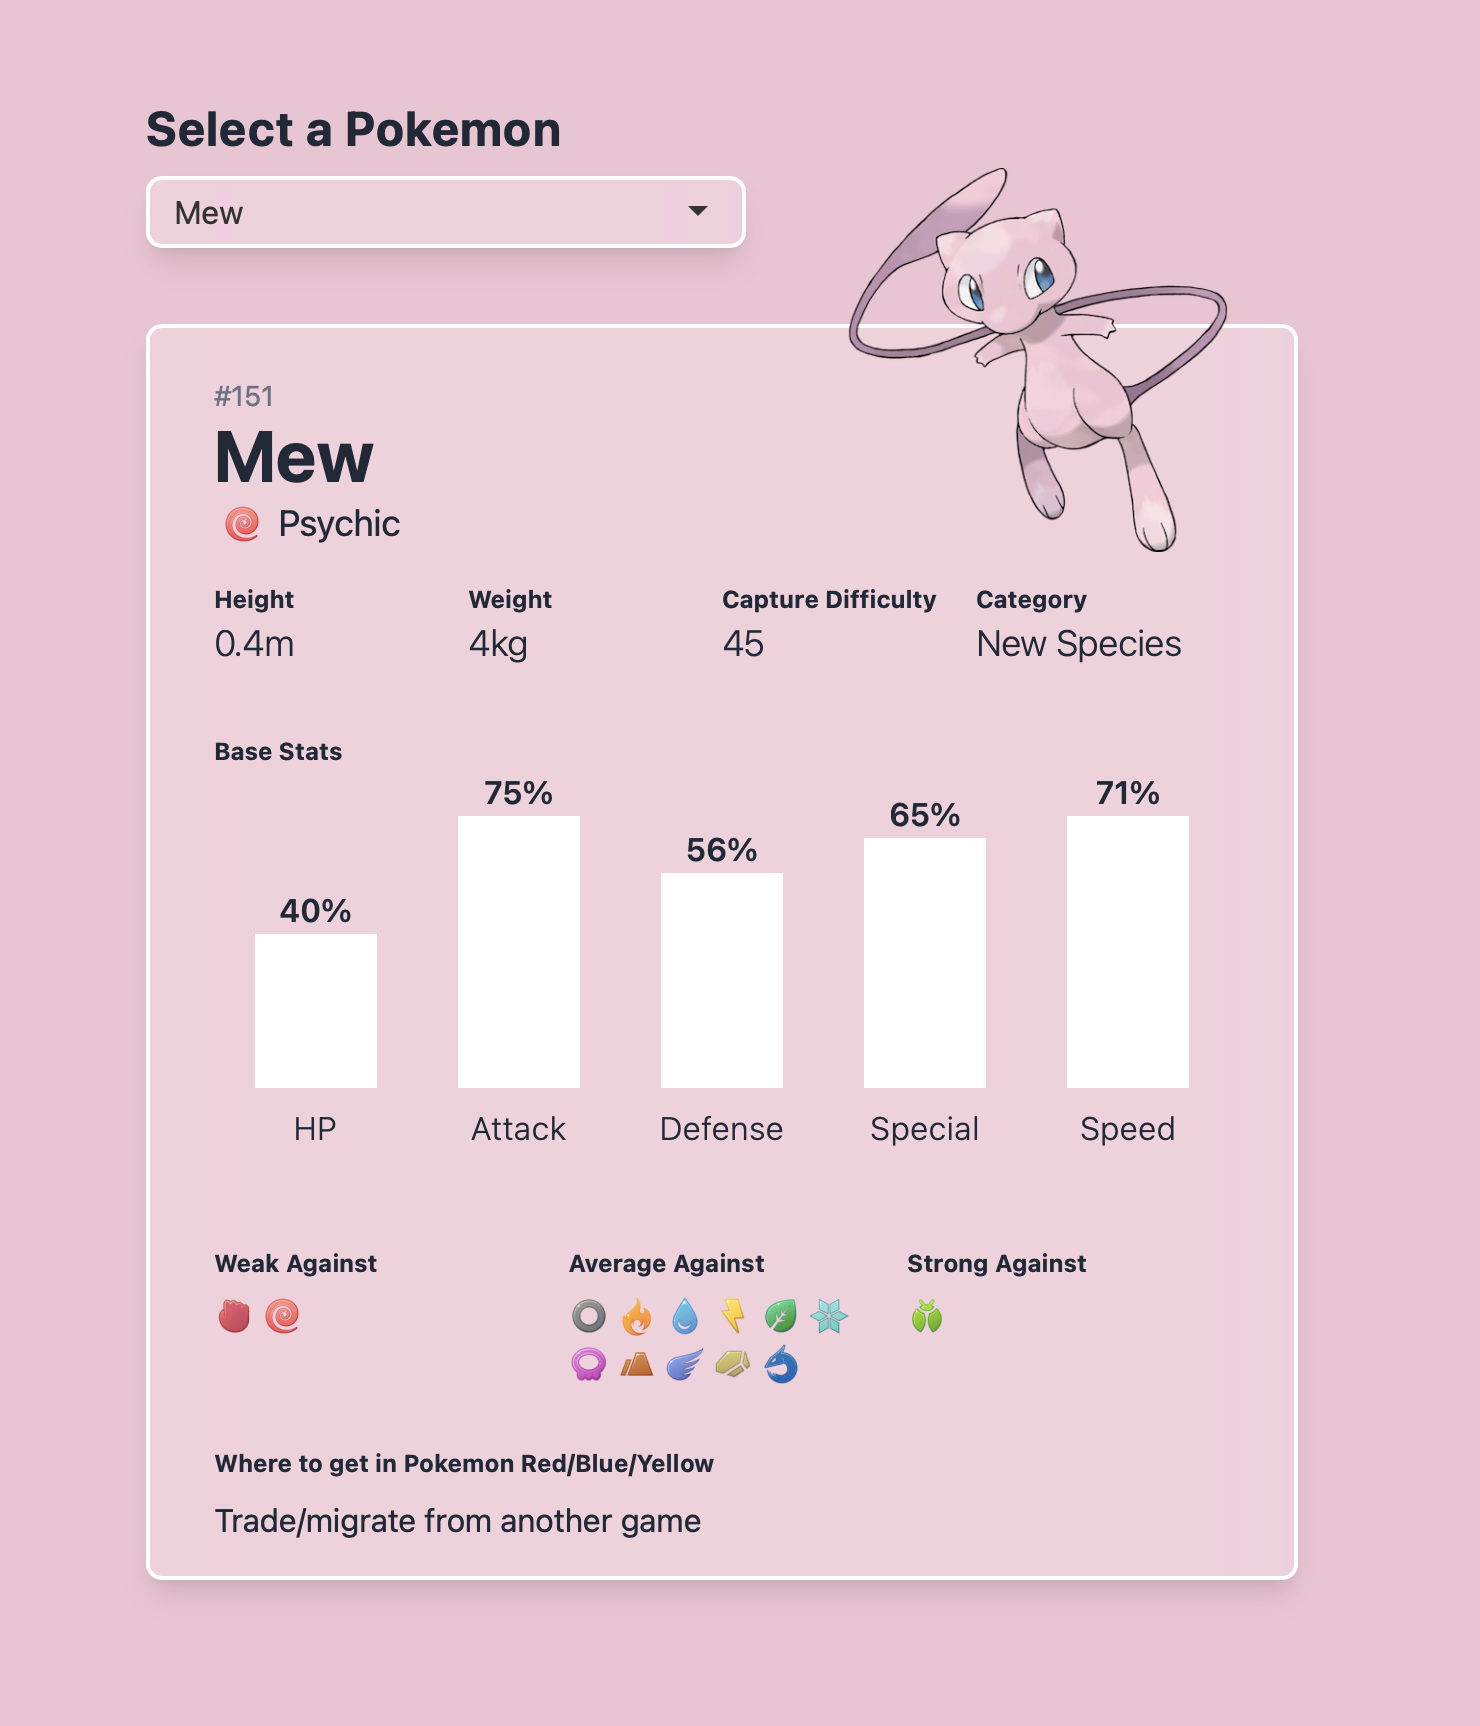 Select a Pokemon
Mew
#151
Mew
Psychic
Height Weight Capture Difficulty Category
0.4m 4kg 45 New Species
Base Stats
40% 75% 56% 65% 71%
HP Attack Defense Special Speed
Weak Against Average Against Strong Against
Where to get in Pokemon Red/Blue/Yellow
Trade/migrate from another game